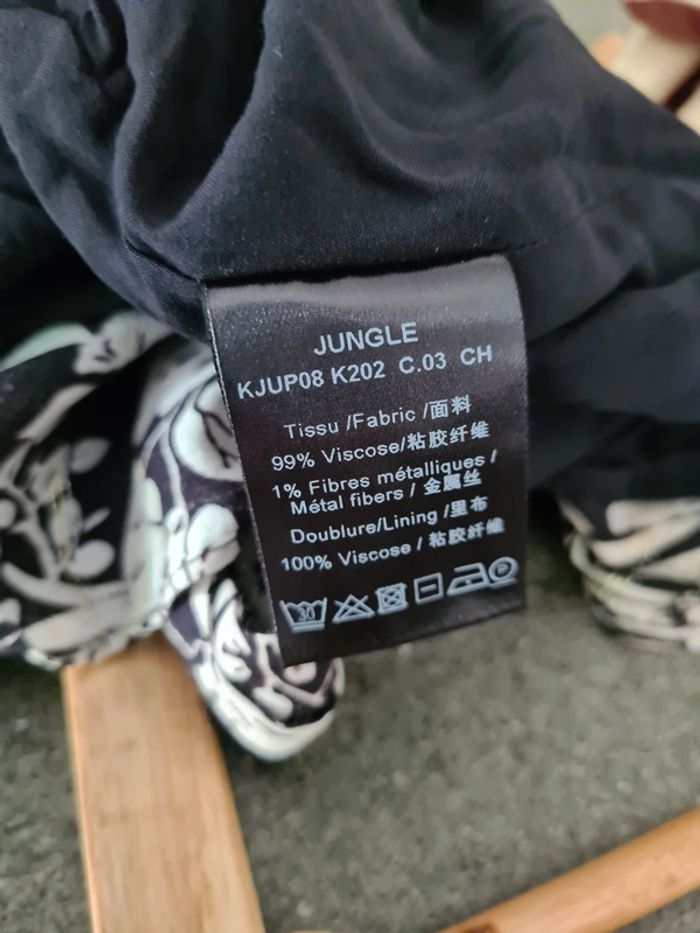 JUNGLE
KJUP08 K202 C.03 CH
Tissu /Fabric /面料
99% Viscose/粘胶纤维
1% Fibres métalliques /
Métal fibers / 金属丝
Doublure/Lining /里布
100% Viscose / 粘胶纤维
30 P